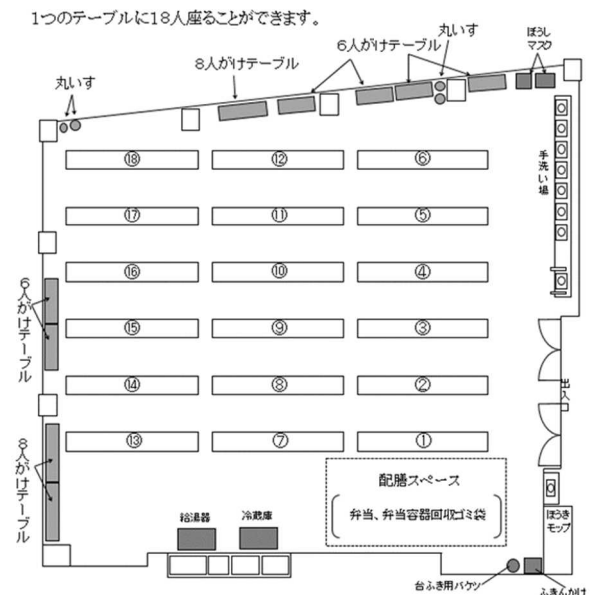 1つのテーブルに18人座ることができます。
丸いす
8人がけテーブル
6人がけテーブル
丸いす
ぼうし
マスク
手洗い場
⑱
⑫
⑥
⑰
⑪
⑤
⑯
⑩
④
6人がけテーブル
⑮
⑨
③
⑭
⑧
②
出入口
8人がけテーブル
⑬
⑦
①
配膳スペース
弁当、弁当容器回収ゴミ袋
給湯器
冷蔵庫
ほうき
モップ
台ふき用バケツ
ふきんかけ